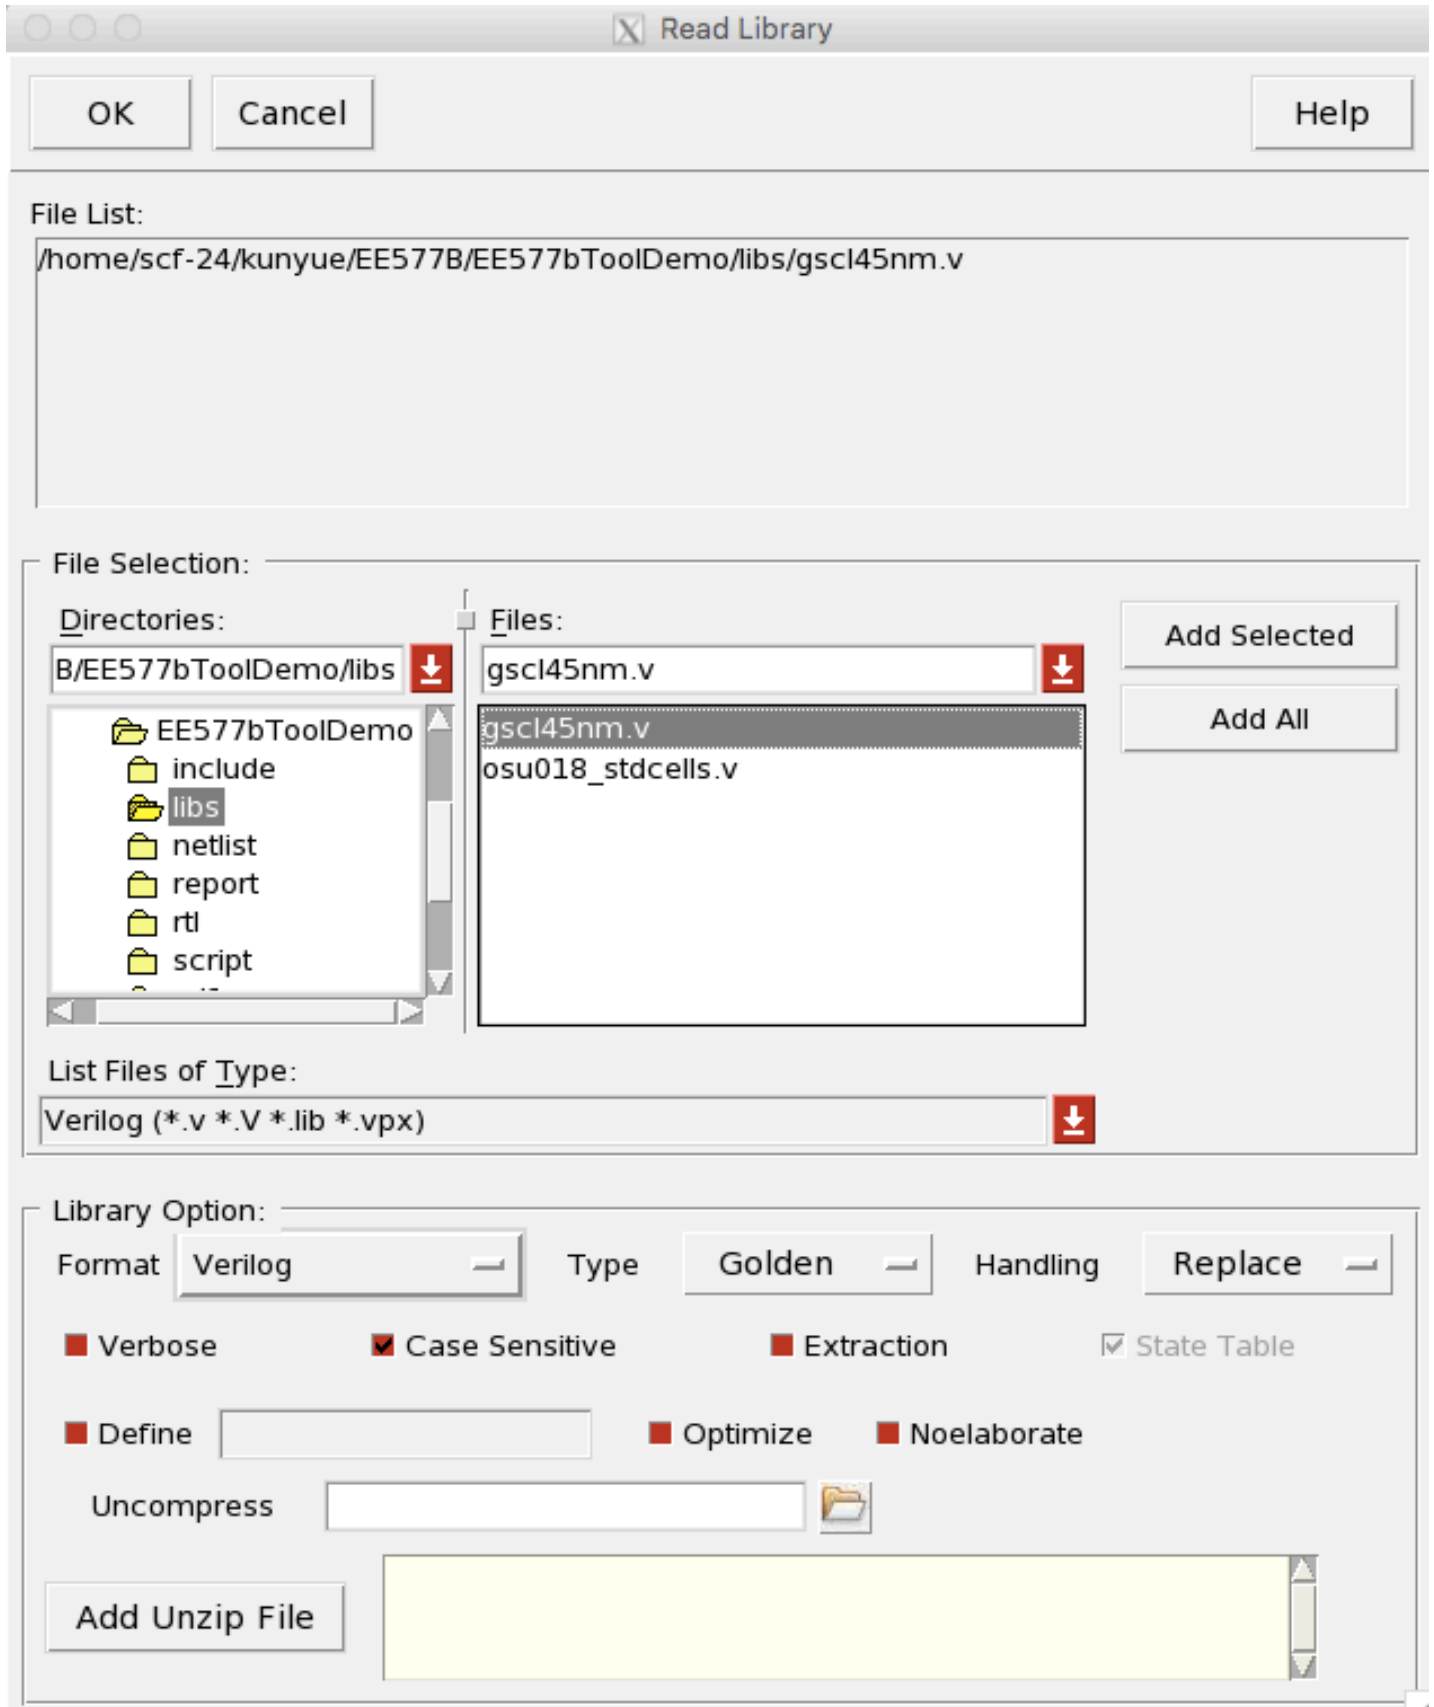 Read Library
OK Cancel Help
File List:
/home/scf-24/kunyue/EE577B/EE577bToolDemo/libs/gscl45nm.v
File Selection:
Directories: Files:
Add Selected
B/EE577bToolDemo/libs gscl45nm.v
Add All
EE577bToolDemo gscl45nm.v
include osu018_stdcells.v
libs
netlist
report
rtl
script
List Files of Type:
Verilog (*.v *.V *.lib *.vpx)
Library Option:
Format Verilog Type Golden Handling Replace
Verbose Case Sensitive Extraction State Table
Define Optimize Noelaborate
Uncompress
Add Unzip File